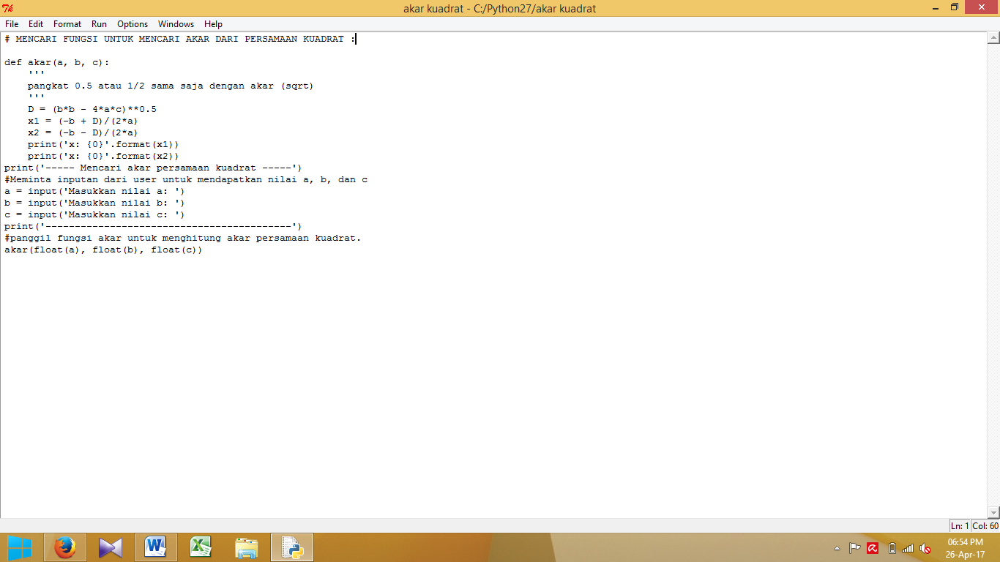 akar kuadrat - C:/Python27/akar kuadrat
File Edit Format Run Options Windows Help
# MENCARI FUNGSI UNTUK MENCARI AKAR DARI PERSAMAAN KUADRAT :
def akar(a, b, c):
    '''
    pangkat 0.5 atau 1/2 sama saja dengan akar (sqrt)
    '''
    D = (b*b - 4*a*c)**0.5
    x1 = (-b + D)/(2*a)
    x2 = (-b - D)/(2*a)
    print('x: {0}'.format(x1))
    print('x: {0}'.format(x2))
print('----- Mencari akar persamaan kuadrat -----')
#Meminta inputan dari user untuk mendapatkan nilai a, b, dan c
a = input('Masukkan nilai a: ')
b = input('Masukkan nilai b: ')
c = input('Masukkan nilai c: ')
print('------------------------------------------')
#panggil fungsi akar untuk menghitung akar persamaan kuadrat.
akar(float(a), float(b), float(c))
Ln: 1 Col: 60
06:54 PM
26-Apr-17